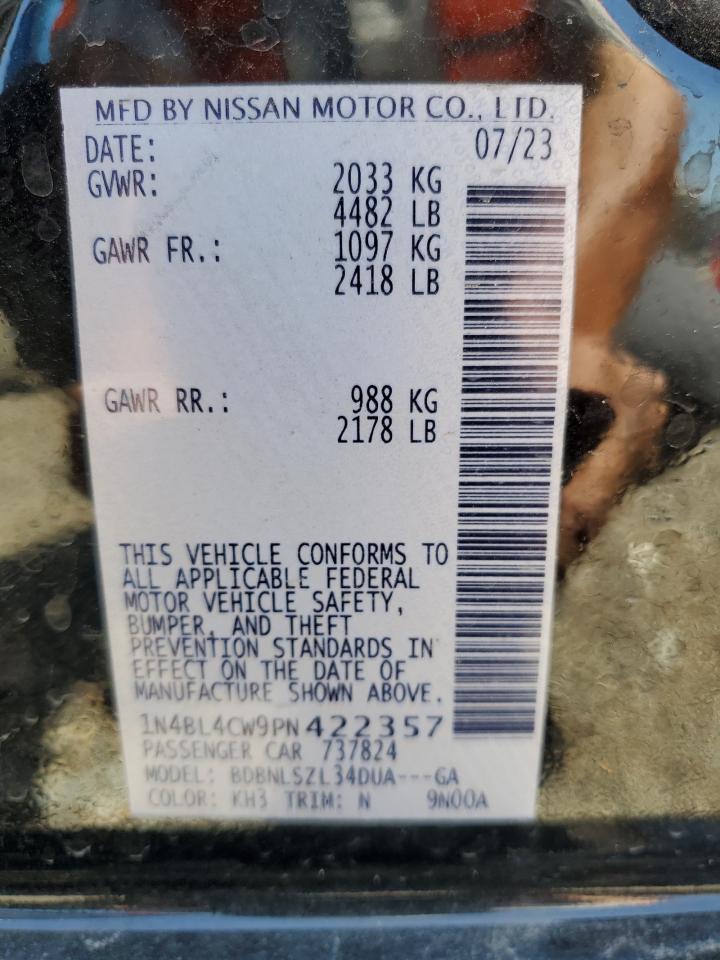 MFD BY NISSAN MOTOR CO., LTD.
DATE: 07/23
GVWR: 2033 KG
4482 LB
GAWR FR.: 1097 KG
2418 LB
GAWR RR.: 988 KG
2178 LB
THIS VEHICLE CONFORMS TO
ALL APPLICABLE FEDERAL
MOTOR VEHICLE SAFETY,
BUMPER, AND THEFT
PREVENTION STANDARDS IN
EFFECT ON THE DATE OF
MANUFACTURE SHOWN ABOVE.
1N4BL4CW9PN422357
PASSENGER CAR 737824
MODEL: BDBNLSZL34DUA---GA
COLOR: KH3 TRIM: N 9N00A